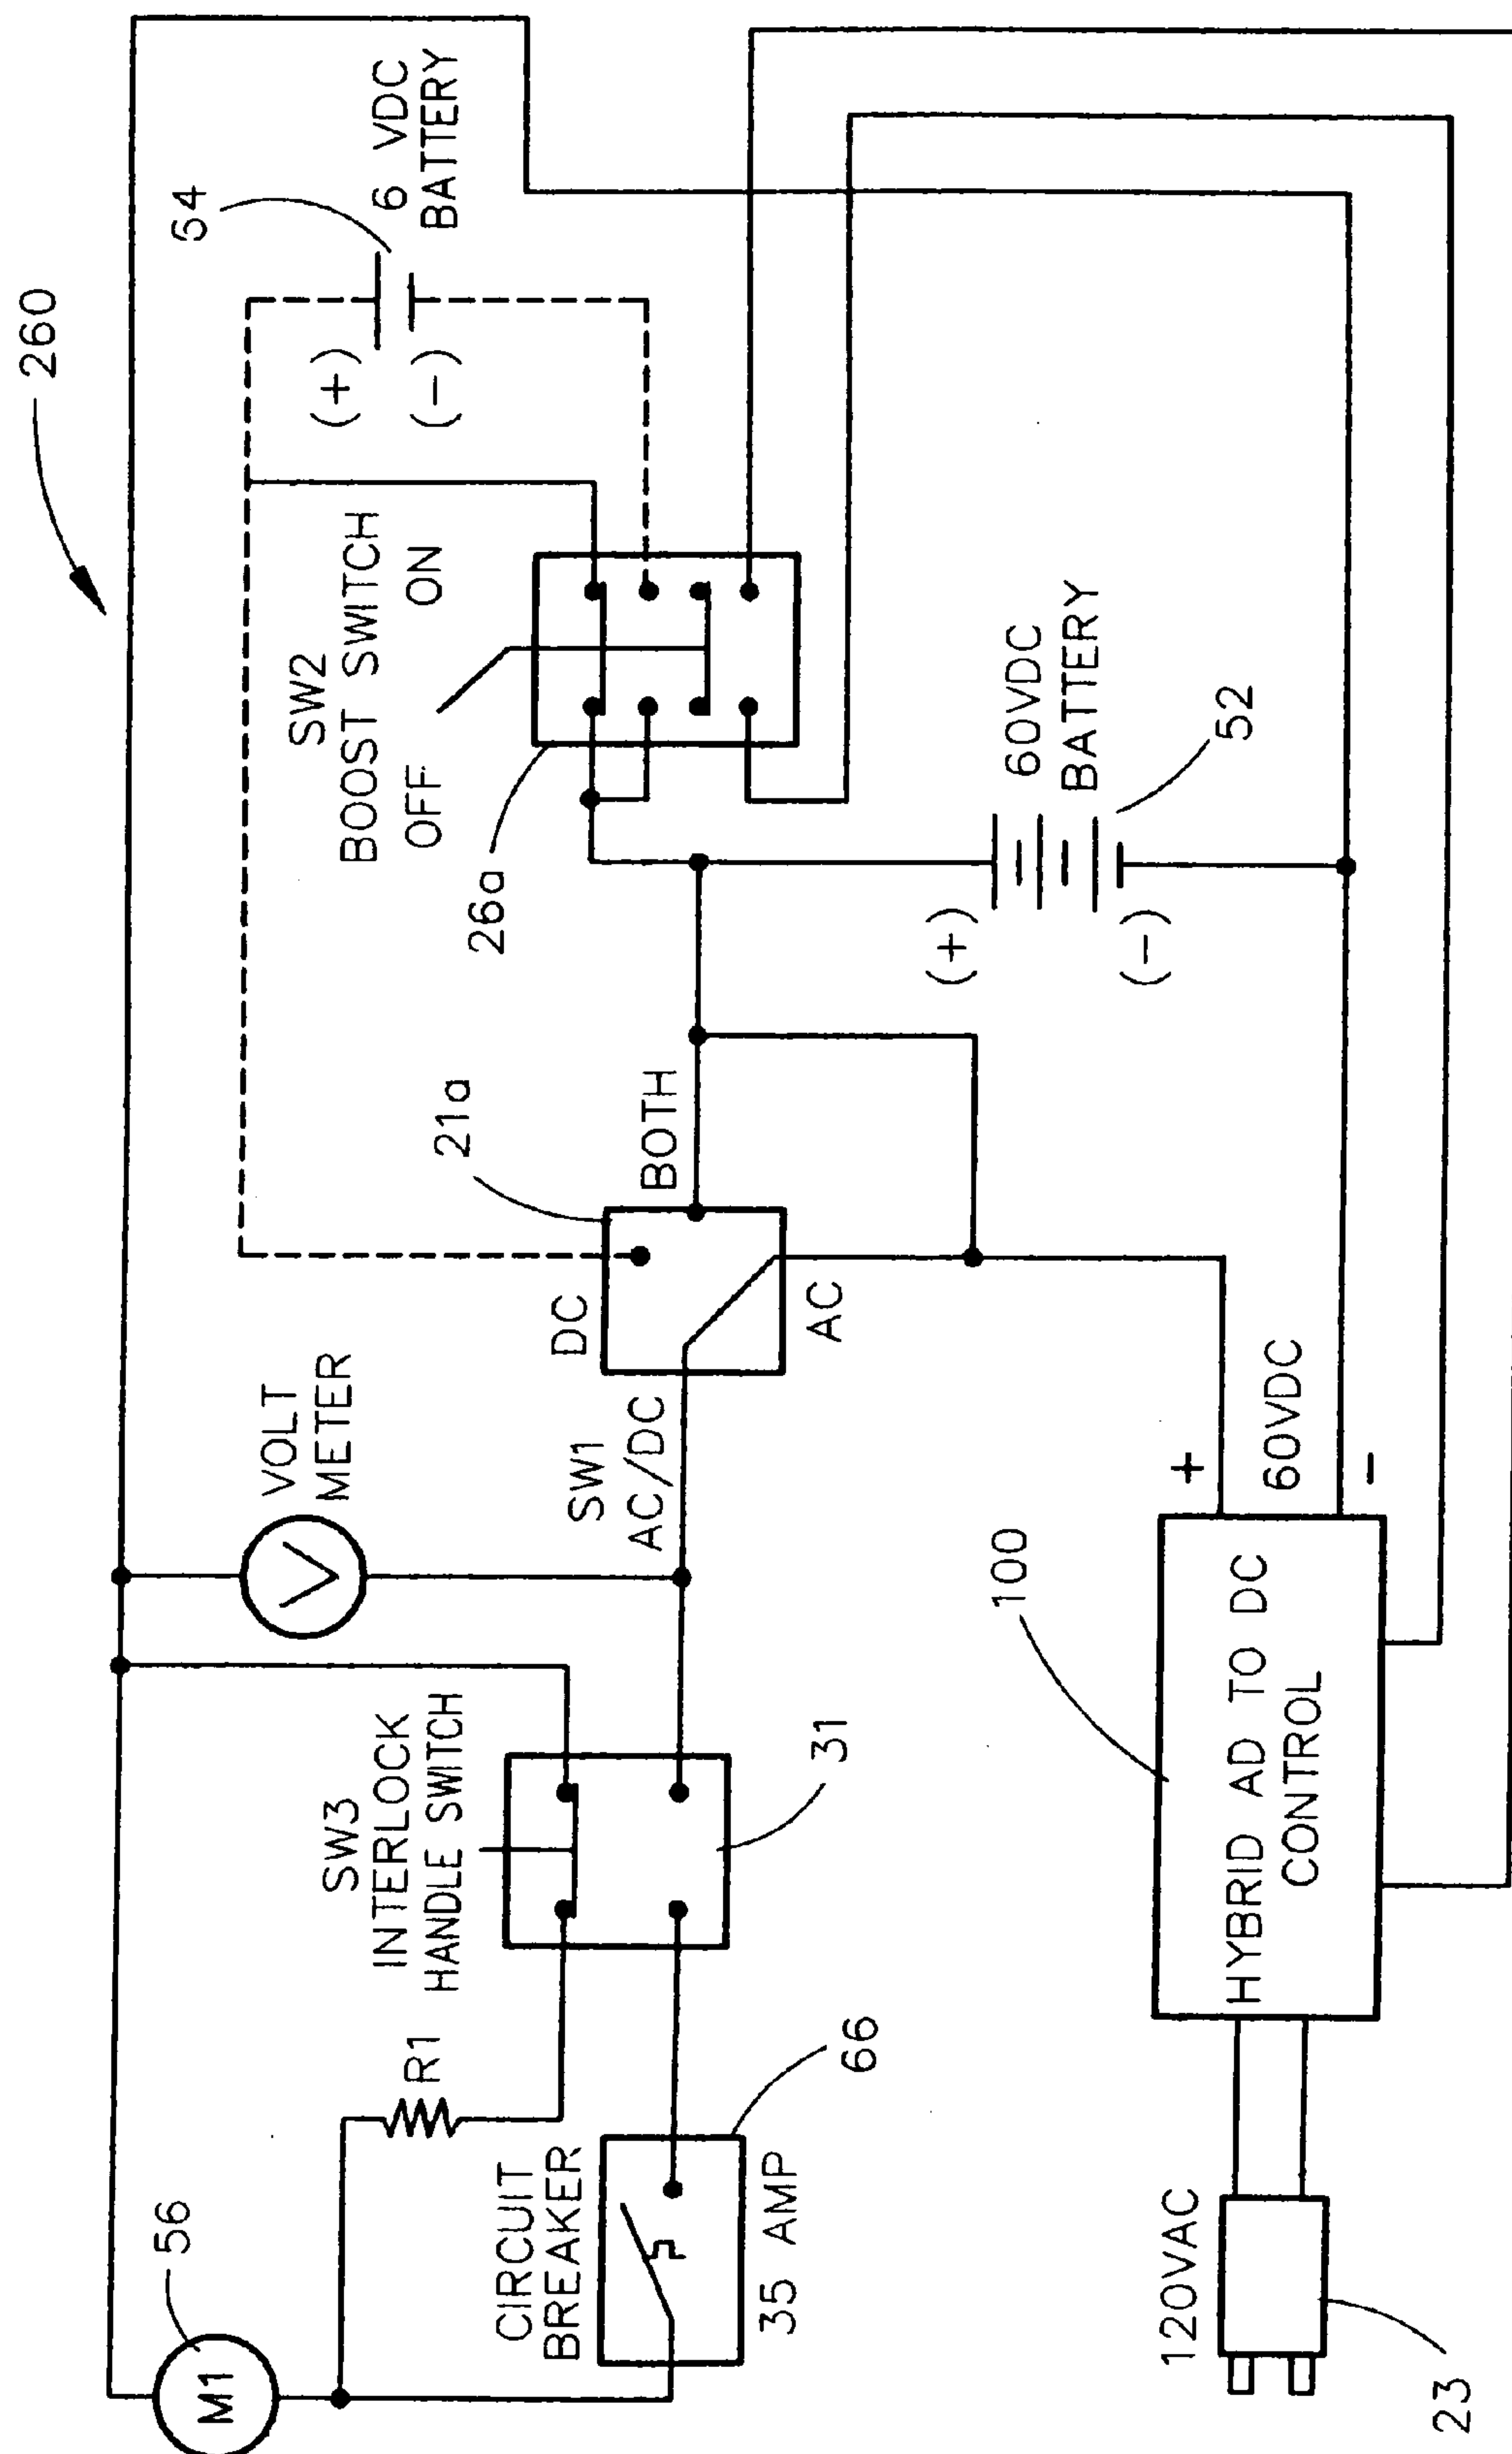 260
56
M1
VOLT
METER
54
6 VDC
BATTERY
(+)
(−)
SW2
BOOST SWITCH
OFF
ON
SW3
INTERLOCK
HANDLE SWITCH
R1
21a
26a
CIRCUIT
BREAKER
35 AMP
66
31
SW1
AC/DC
DC
BOTH
AC
60VDC
BATTERY
(+)
(−)
52
100
120VAC
23
HYBRID AD TO DC
CONTROL
+
60VDC
−